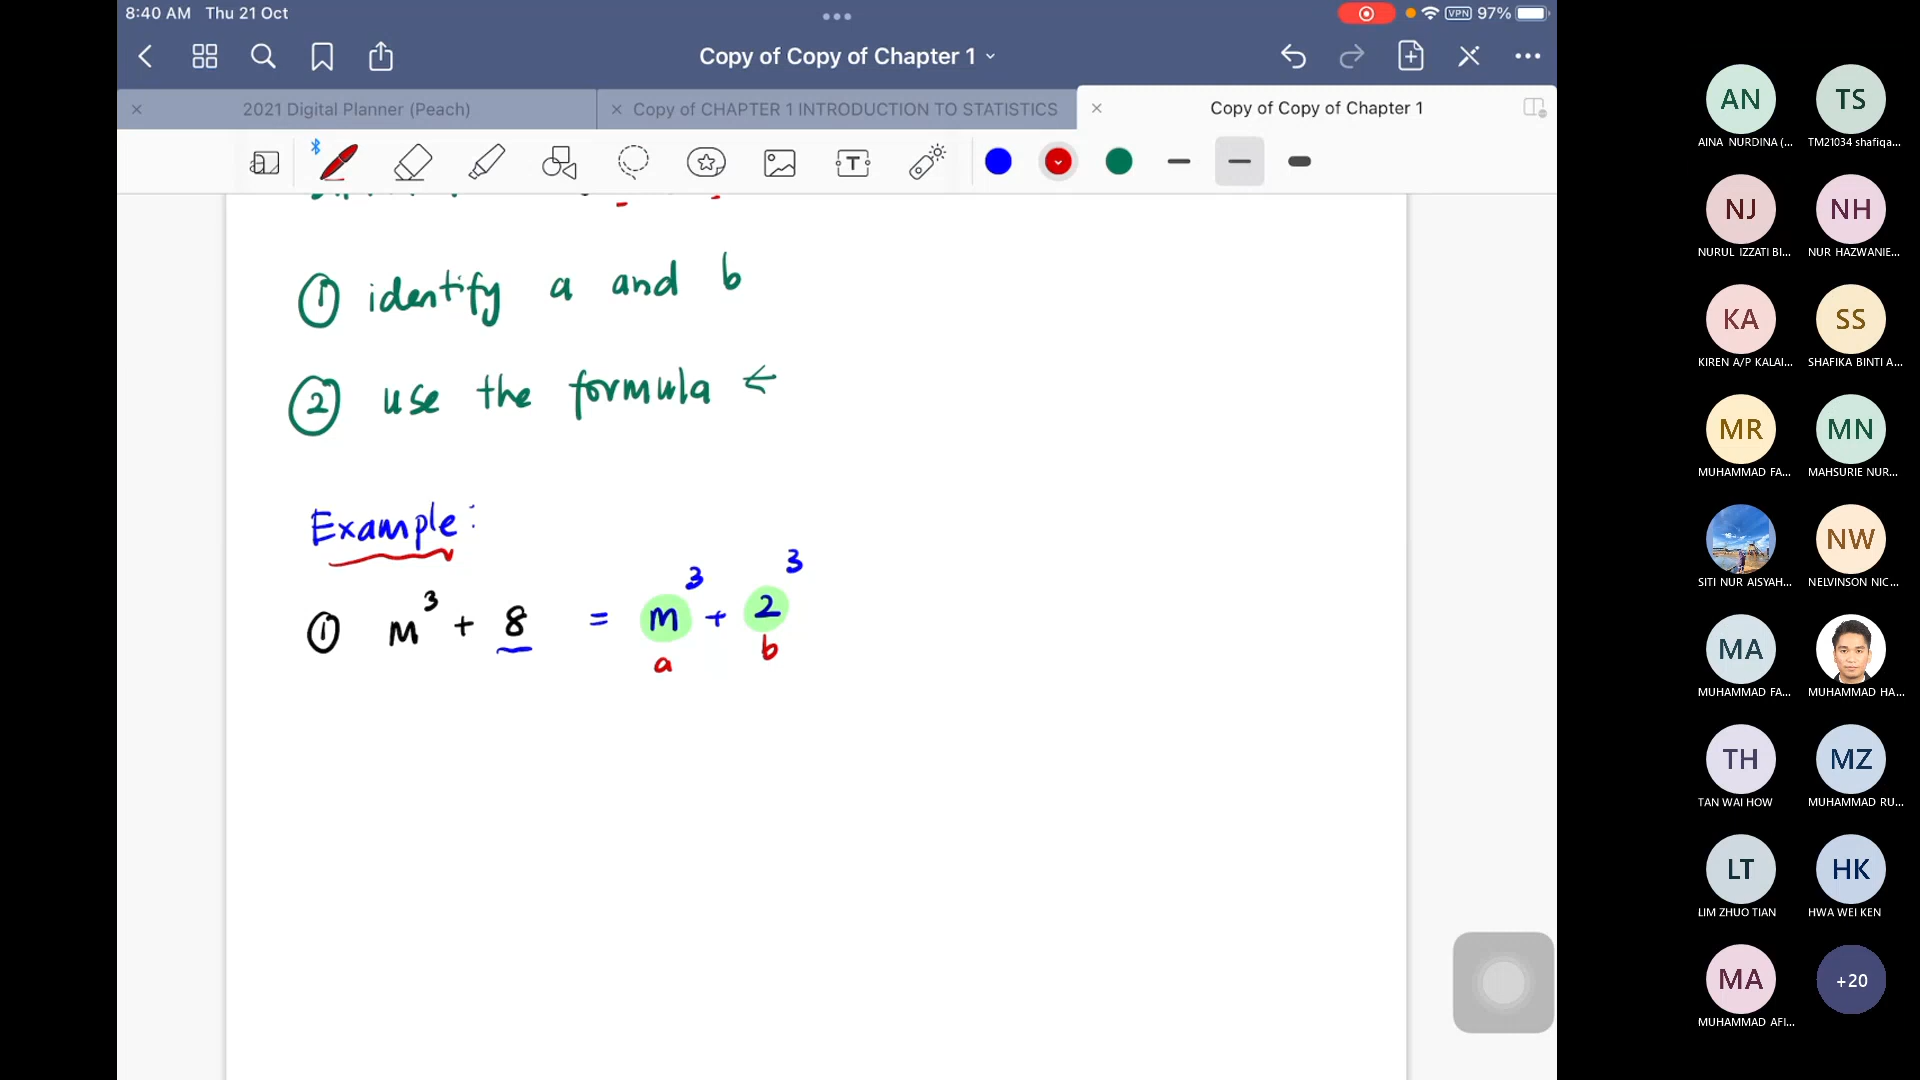 8:40 AM Thu 21 Oct
VPN 97%
Copy of Copy of Chapter 1
2021 Digital Planner (Peach)
Copy of CHAPTER 1 INTRODUCTION TO STATISTICS
Copy of Copy of Chapter 1
① identify a and b
② use the formula ←
Example:
① m³ + 8 = m³ + 2³
a b
AN TS
AINA NURDINA (... TM21034 shafiqa...
NJ NH
NURUL IZZATI BI... NUR HAZWANIE...
KA SS
KIREN A/P KALAI... SHAFIKA BINTI A...
MR MN
MUHAMMAD FA... MAHSURIE NUR...
NW
SITI NUR AISYAH... NELVINSON NIC...
MA
MUHAMMAD FA... MUHAMMAD HA...
TH MZ
TAN WAI HOW MUHAMMAD RU...
LT HK
LIM ZHUO TIAN HWA WEI KEN
MA +20
MUHAMMAD AFI...